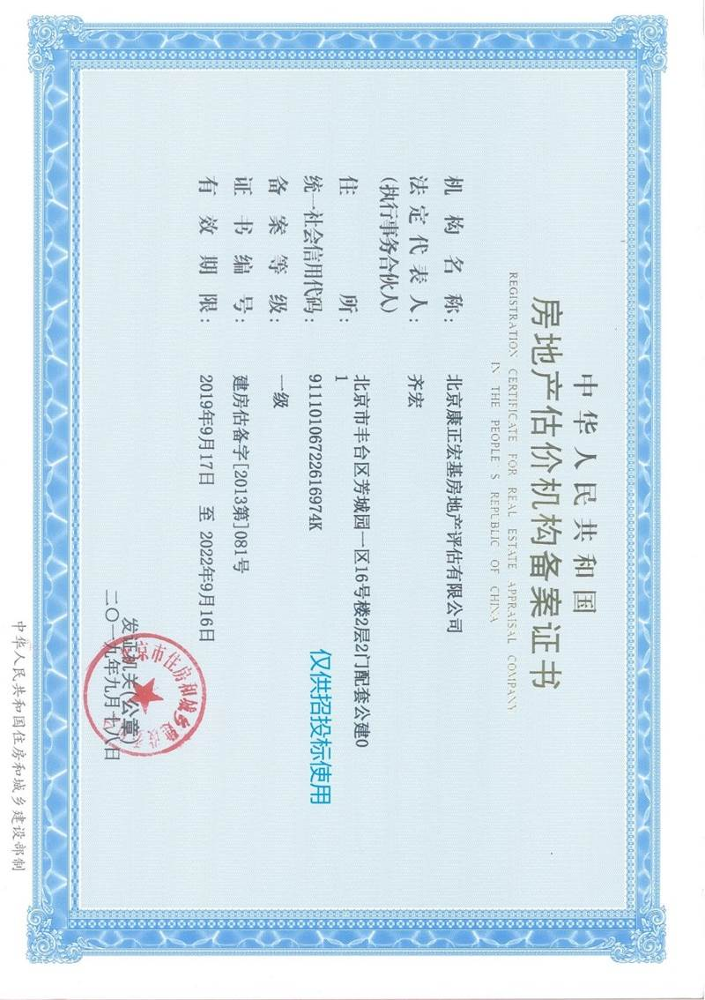 中华人民共和国
房地产估价机构备案证书
REGISTRATION CERTIFICATE FOR REAL ESTATE APPRAISAL COMPANY
IN THE PEOPLE'S REPUBLIC OF CHINA
机构名称：北京康正宏基房地产评估有限公司
法定代表人：齐宏
(执行事务合伙人)
住所：北京市丰台区芳城园一区16号楼2层2门配套公建0
1
统一社会信用代码：91110106722616974K
仅供招投标使用
备案等级：一级
证书编号：建房估备字[2013第]081号
有效期限：2019年9月17日 至 2022年9月16日
发证机关(公章)
二〇一九年九月十八日
市住房和城乡
中华人民共和国住房和城乡建设部制